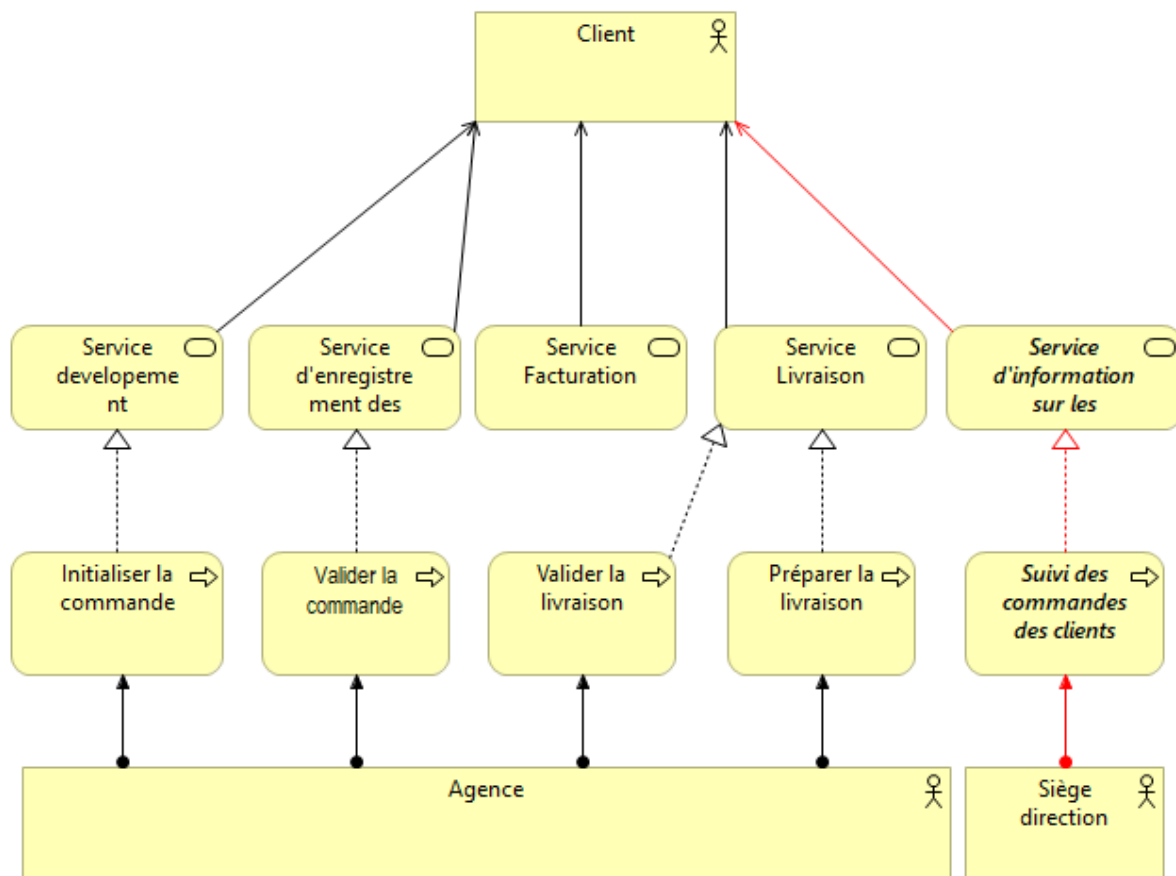 Client
Service
developeme
nt
Service
d'enregistre
ment des
Service
Facturation
Service
Livraison
Service
d'information
sur les
Initialiser la
commande
Valider la
commande
Valider la
livraison
Préparer la
livraison
Suivi des
commandes
des clients
Agence
Siège
direction